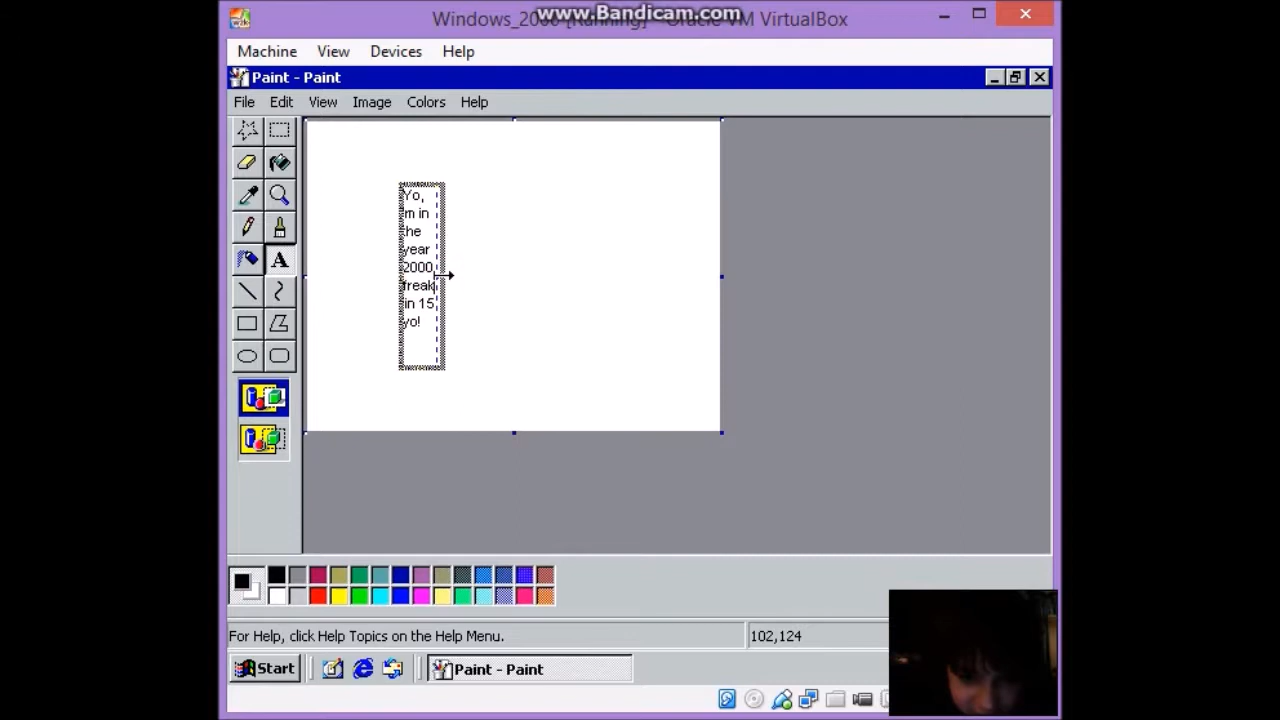 www.Bandicam.com
Windows_2000 [Running] - Oracle VM VirtualBox
Machine View Devices Help
Paint - Paint
File Edit View Image Colors Help
Yo,
m in
he
year
2000
freak
in 15
yo!
A
For Help, click Help Topics on the Help Menu.
102,124
Start
Paint - Paint